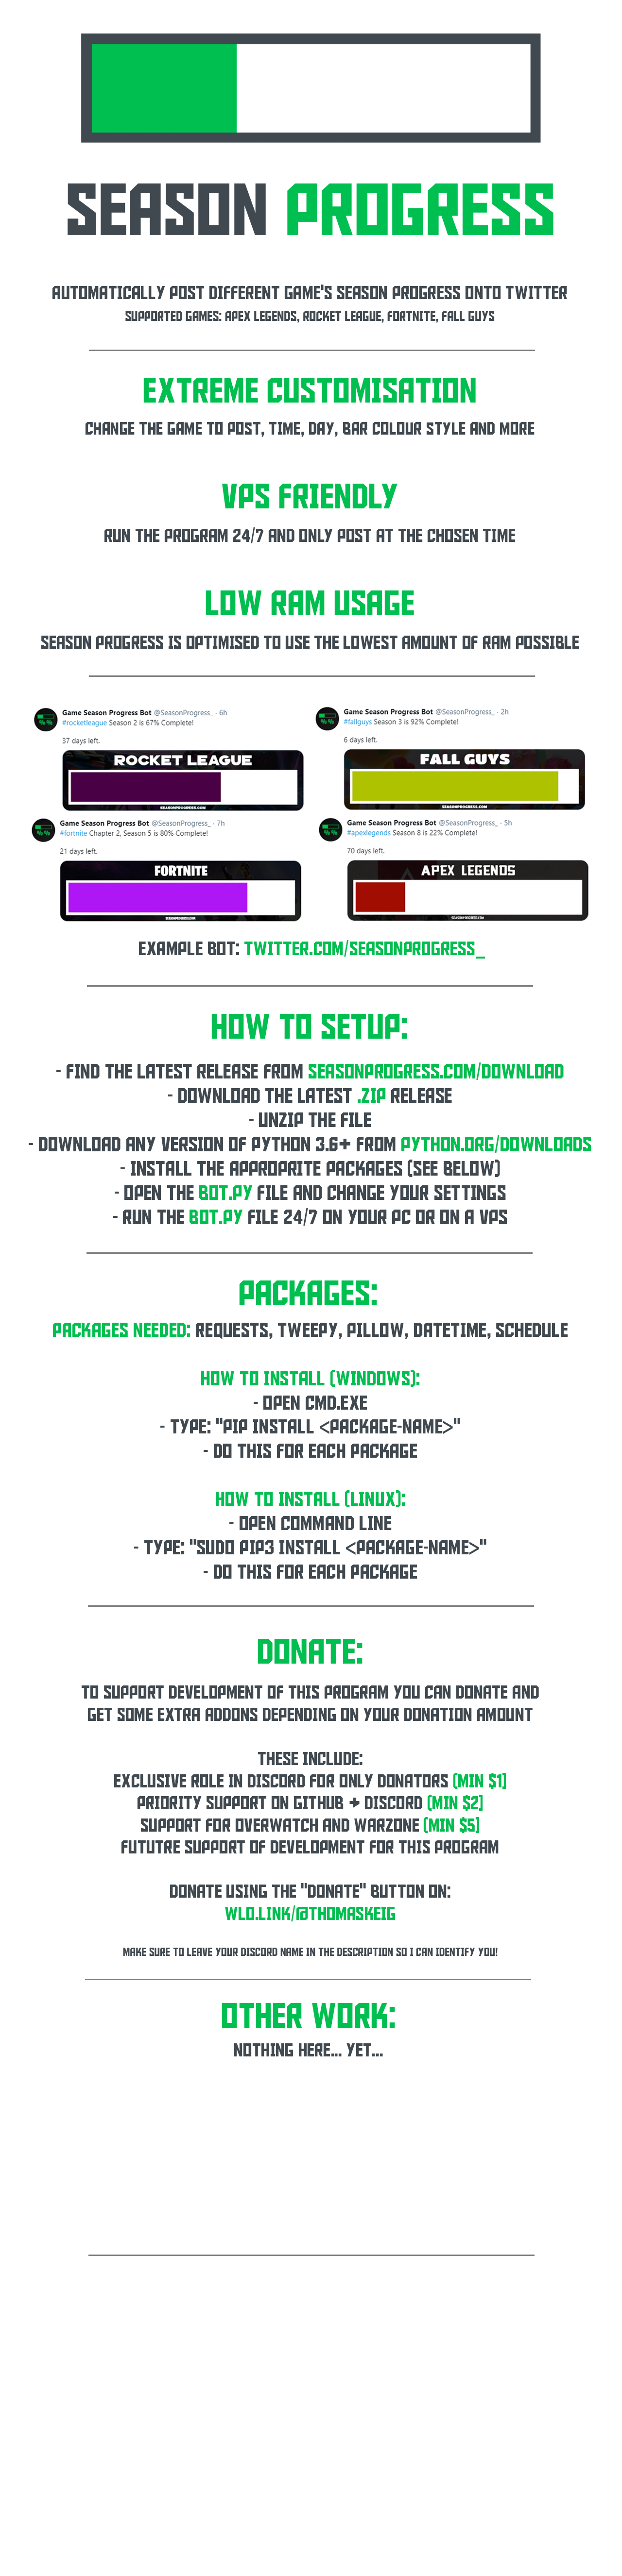 SEASON PROGRESS
AUTOMATICALLY POST DIFFERENT GAME'S SEASON PROGRESS ONTO TWITTER
SUPPORTED GAMES: APEX LEGENDS, ROCKET LEAGUE, FORTNITE, FALL GUYS
EXTREME CUSTOMISATION
CHANGE THE GAME TO POST, TIME, DAY, BAR COLOUR STYLE AND MORE
VPS FRIENDLY
RUN THE PROGRAM 24/7 AND ONLY POST AT THE CHOSEN TIME
LOW RAM USAGE
SEASON PROGRESS IS OPTIMISED TO USE THE LOWEST AMOUNT OF RAM POSSIBLE
Game Season Progress Bot @SeasonProgress_ · 6h
#rocketleague Season 2 is 67% Complete!
37 days left.
ROCKET LEAGUE
SEASONPROGRESS.COM
Game Season Progress Bot @SeasonProgress_ · 2h
#fallguys Season 3 is 92% Complete!
6 days left.
FALL GUYS
SEASONPROGRESS.COM
Game Season Progress Bot @SeasonProgress_ · 7h
#fortnite Chapter 2, Season 5 is 80% Complete!
21 days left.
FORTNITE
SEASONPROGRESS.COM
Game Season Progress Bot @SeasonProgress_ · 5h
#apexlegends Season 8 is 22% Complete!
70 days left.
APEX LEGENDS
SEASONPROGRESS.COM
EXAMPLE BOT: TWITTER.COM/SEASONPROGRESS_
HOW TO SETUP:
- FIND THE LATEST RELEASE FROM SEASONPROGRESS.COM/DOWNLOAD
- DOWNLOAD THE LATEST .ZIP RELEASE
- UNZIP THE FILE
- DOWNLOAD ANY VERSION OF PYTHON 3.6+ FROM PYTHON.ORG/DOWNLOADS
- INSTALL THE APPROPRITE PACKAGES (SEE BELOW)
- OPEN THE BOT.PY FILE AND CHANGE YOUR SETTINGS
- RUN THE BOT.PY FILE 24/7 ON YOUR PC OR ON A VPS
PACKAGES:
PACKAGES NEEDED: REQUESTS, TWEEPY, PILLOW, DATETIME, SCHEDULE
HOW TO INSTALL (WINDOWS):
- OPEN CMD.EXE
- TYPE: "PIP INSTALL <PACKAGE-NAME>"
- DO THIS FOR EACH PACKAGE
HOW TO INSTALL (LINUX):
- OPEN COMMAND LINE
- TYPE: "SUDO PIP3 INSTALL <PACKAGE-NAME>"
- DO THIS FOR EACH PACKAGE
DONATE:
TO SUPPORT DEVELOPMENT OF THIS PROGRAM YOU CAN DONATE AND
GET SOME EXTRA ADDONS DEPENDING ON YOUR DONATION AMOUNT
THESE INCLUDE:
EXCLUSIVE ROLE IN DISCORD FOR ONLY DONATORS (MIN $1)
PRIORITY SUPPORT ON GITHUB + DISCORD (MIN $2)
SUPPORT FOR OVERWATCH AND WARZONE (MIN $5)
FUTUTRE SUPPORT OF DEVELOPMENT FOR THIS PROGRAM
DONATE USING THE "DONATE" BUTTON ON:
WLO.LINK/@THOMASKEIG
MAKE SURE TO LEAVE YOUR DISCORD NAME IN THE DESCRIPTION SO I CAN IDENTIFY YOU!
OTHER WORK:
NOTHING HERE... YET...